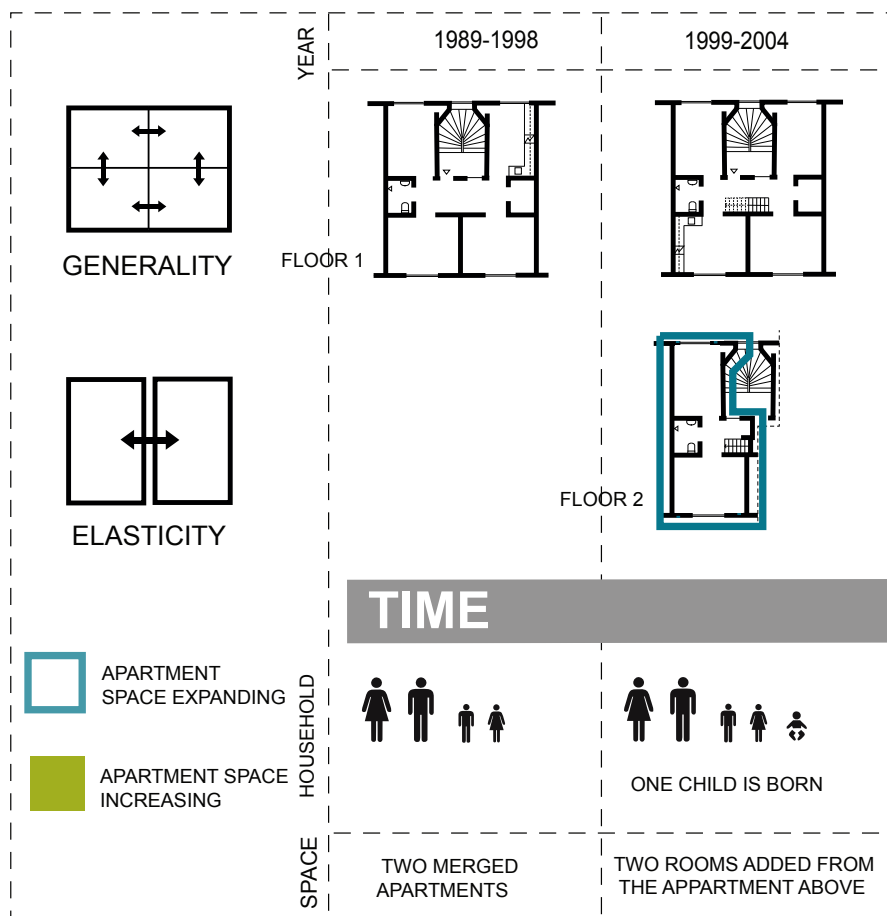 YEAR
1989-1998
1999-2004
GENERALITY
FLOOR 1
ELASTICITY
FLOOR 2
TIME
APARTMENT
SPACE EXPANDING
APARTMENT SPACE
INCREASING
HOUSEHOLD
ONE CHILD IS BORN
SPACE
TWO MERGED
APARTMENTS
TWO ROOMS ADDED FROM
THE APPARTMENT ABOVE